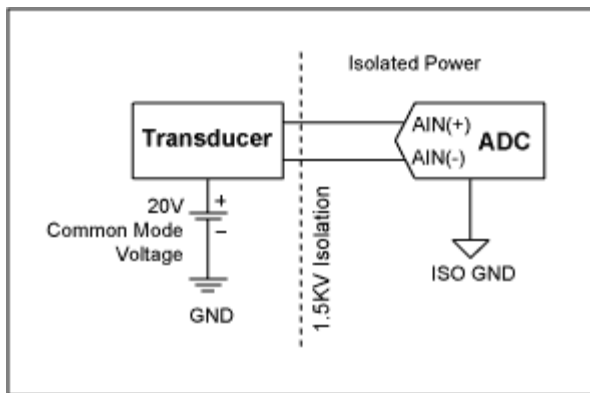 Isolated Power
Transducer
AIN(+)
AIN(-)
ADC
20V
Common Mode
Voltage
+
–
GND
1.5KV Isolation
ISO GND